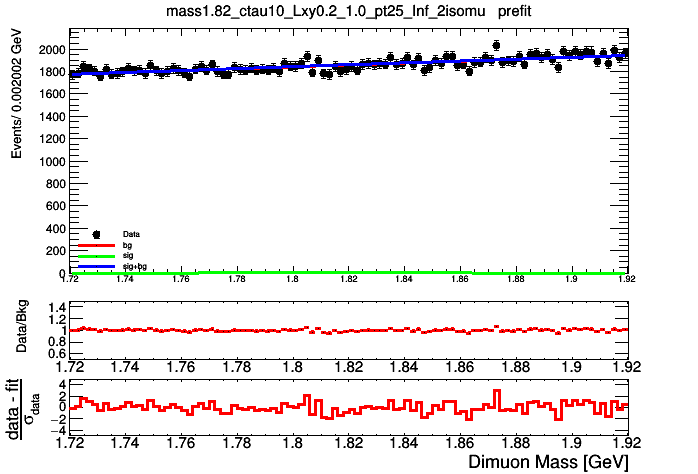 mass1.82_ctau10_Lxy0.2_1.0_pt25_Inf_2isomu prefit
Events/ 0.002002 GeV
2000
1800
1600
1400
1200
1000
800
600
400
200
0
Data
bg
sig
sig+bg
1.72 1.74 1.76 1.78 1.8 1.82 1.84 1.86 1.88 1.9 1.92
Data/Bkg
1.4
1.2
1
0.8
0.6
1.72 1.74 1.76 1.78 1.8 1.82 1.84 1.86 1.88 1.9 1.92
data - fit
σdata
4
2
0
−2
−4
1.72 1.74 1.76 1.78 1.8 1.82 1.84 1.86 1.88 1.9 1.92
Dimuon Mass [GeV]